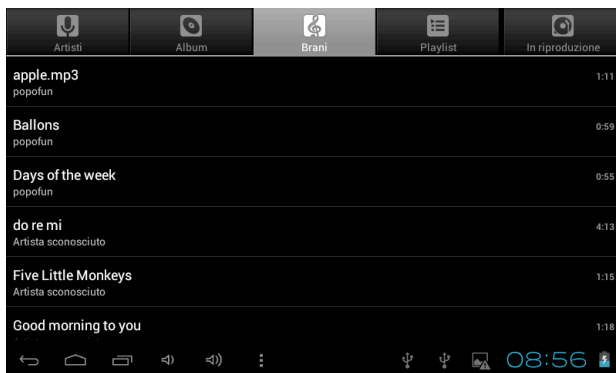 Artisti
Album
Brani
Playlist
In riproduzione
apple.mp3
1:11
popofun
Ballons
0:59
popofun
Days of the week
0:55
popofun
do re mi
4:13
Artista sconosciuto
Five Little Monkeys
1:15
Artista sconosciuto
Good morning to you
1:18
08:56